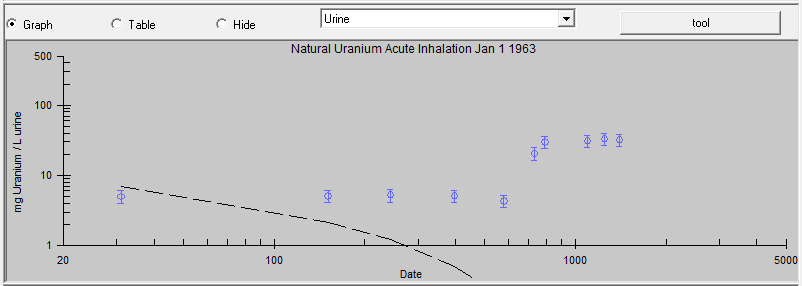 Graph Table Hide Urine tool
Natural Uranium Acute Inhalation Jan 1 1963
500
100
10
1
mg Uranium / L urine
20 100 1000 5000
Date